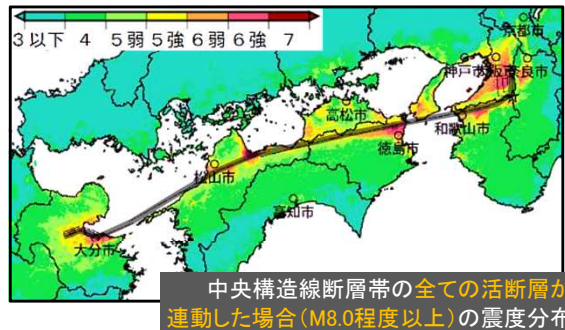 3以下 4 5弱 5強 6弱 6強 7
京都市
神戸市 大阪市 奈良市
高松市
和歌山市
徳島市
松山市
高知市
大分市
中央構造線断層帯の全ての活断層が
連動した場合(M8.0程度以上)の震度分布